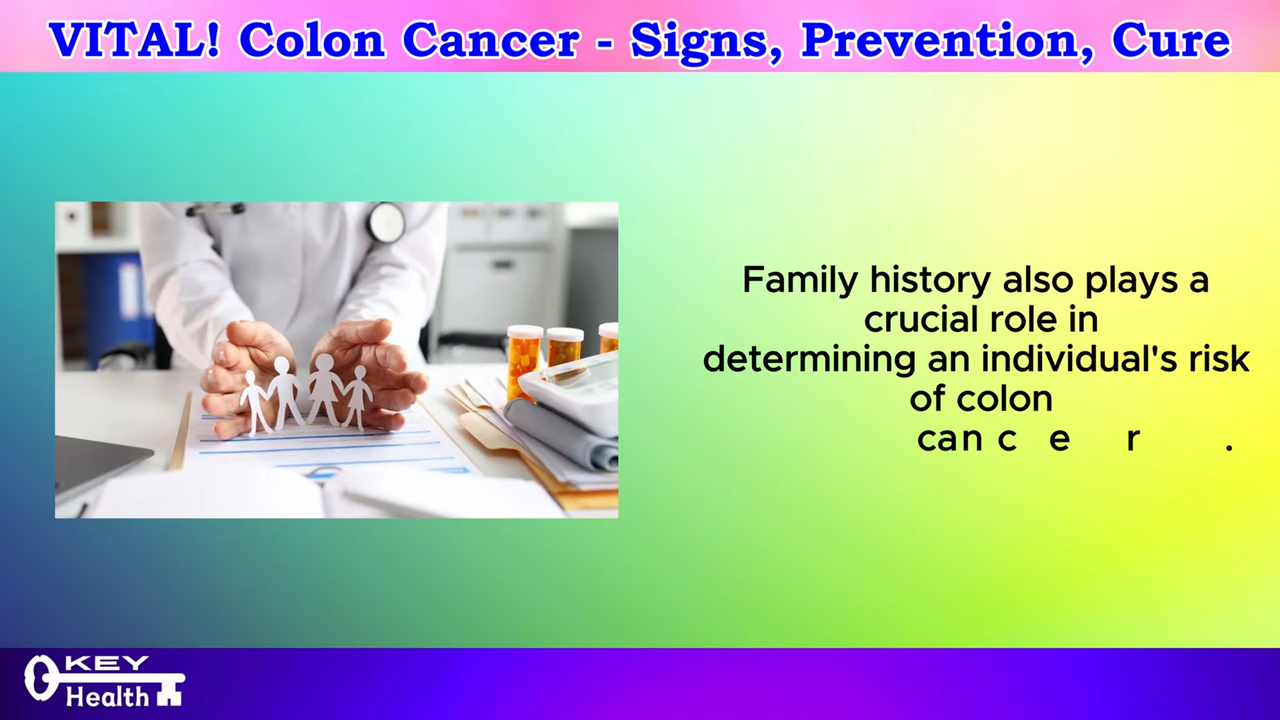 VITAL! Colon Cancer - Signs, Prevention, Cure
Family history also plays a
crucial role in
determining an individual's risk
of colon
cancer.
KEY
Health